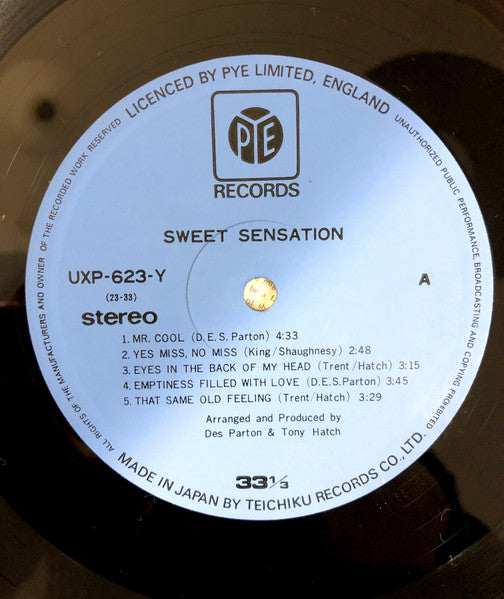 LICENCED BY PYE LIMITED, ENGLAND
UNAUTHORIZED PUBLIC PERFORMANCE, BROADCASTING AND COPYING PROHIBITED
ALL RIGHTS OF THE MANUFACTURERS AND OWNER OF THE RECORDED WORK RESERVED
PYE
RECORDS
SWEET SENSATION
UXP-623-Y
A
(23-33)
stereo
1. MR. COOL (D.E.S. Parton) 4:33
2. YES MISS, NO MISS (King/Shaughnesy) 2:48
3. EYES IN THE BACK OF MY HEAD (Trent/Hatch) 3:15
4. EMPTINESS FILLED WITH LOVE (D.E.S.Parton) 3:45
5. THAT SAME OLD FEELING (Trent/Hatch) 3:29
Arranged and Produced by
Des Parton & Tony Hatch
33⅓
MADE IN JAPAN BY TEICHIKU RECORDS CO., LTD.